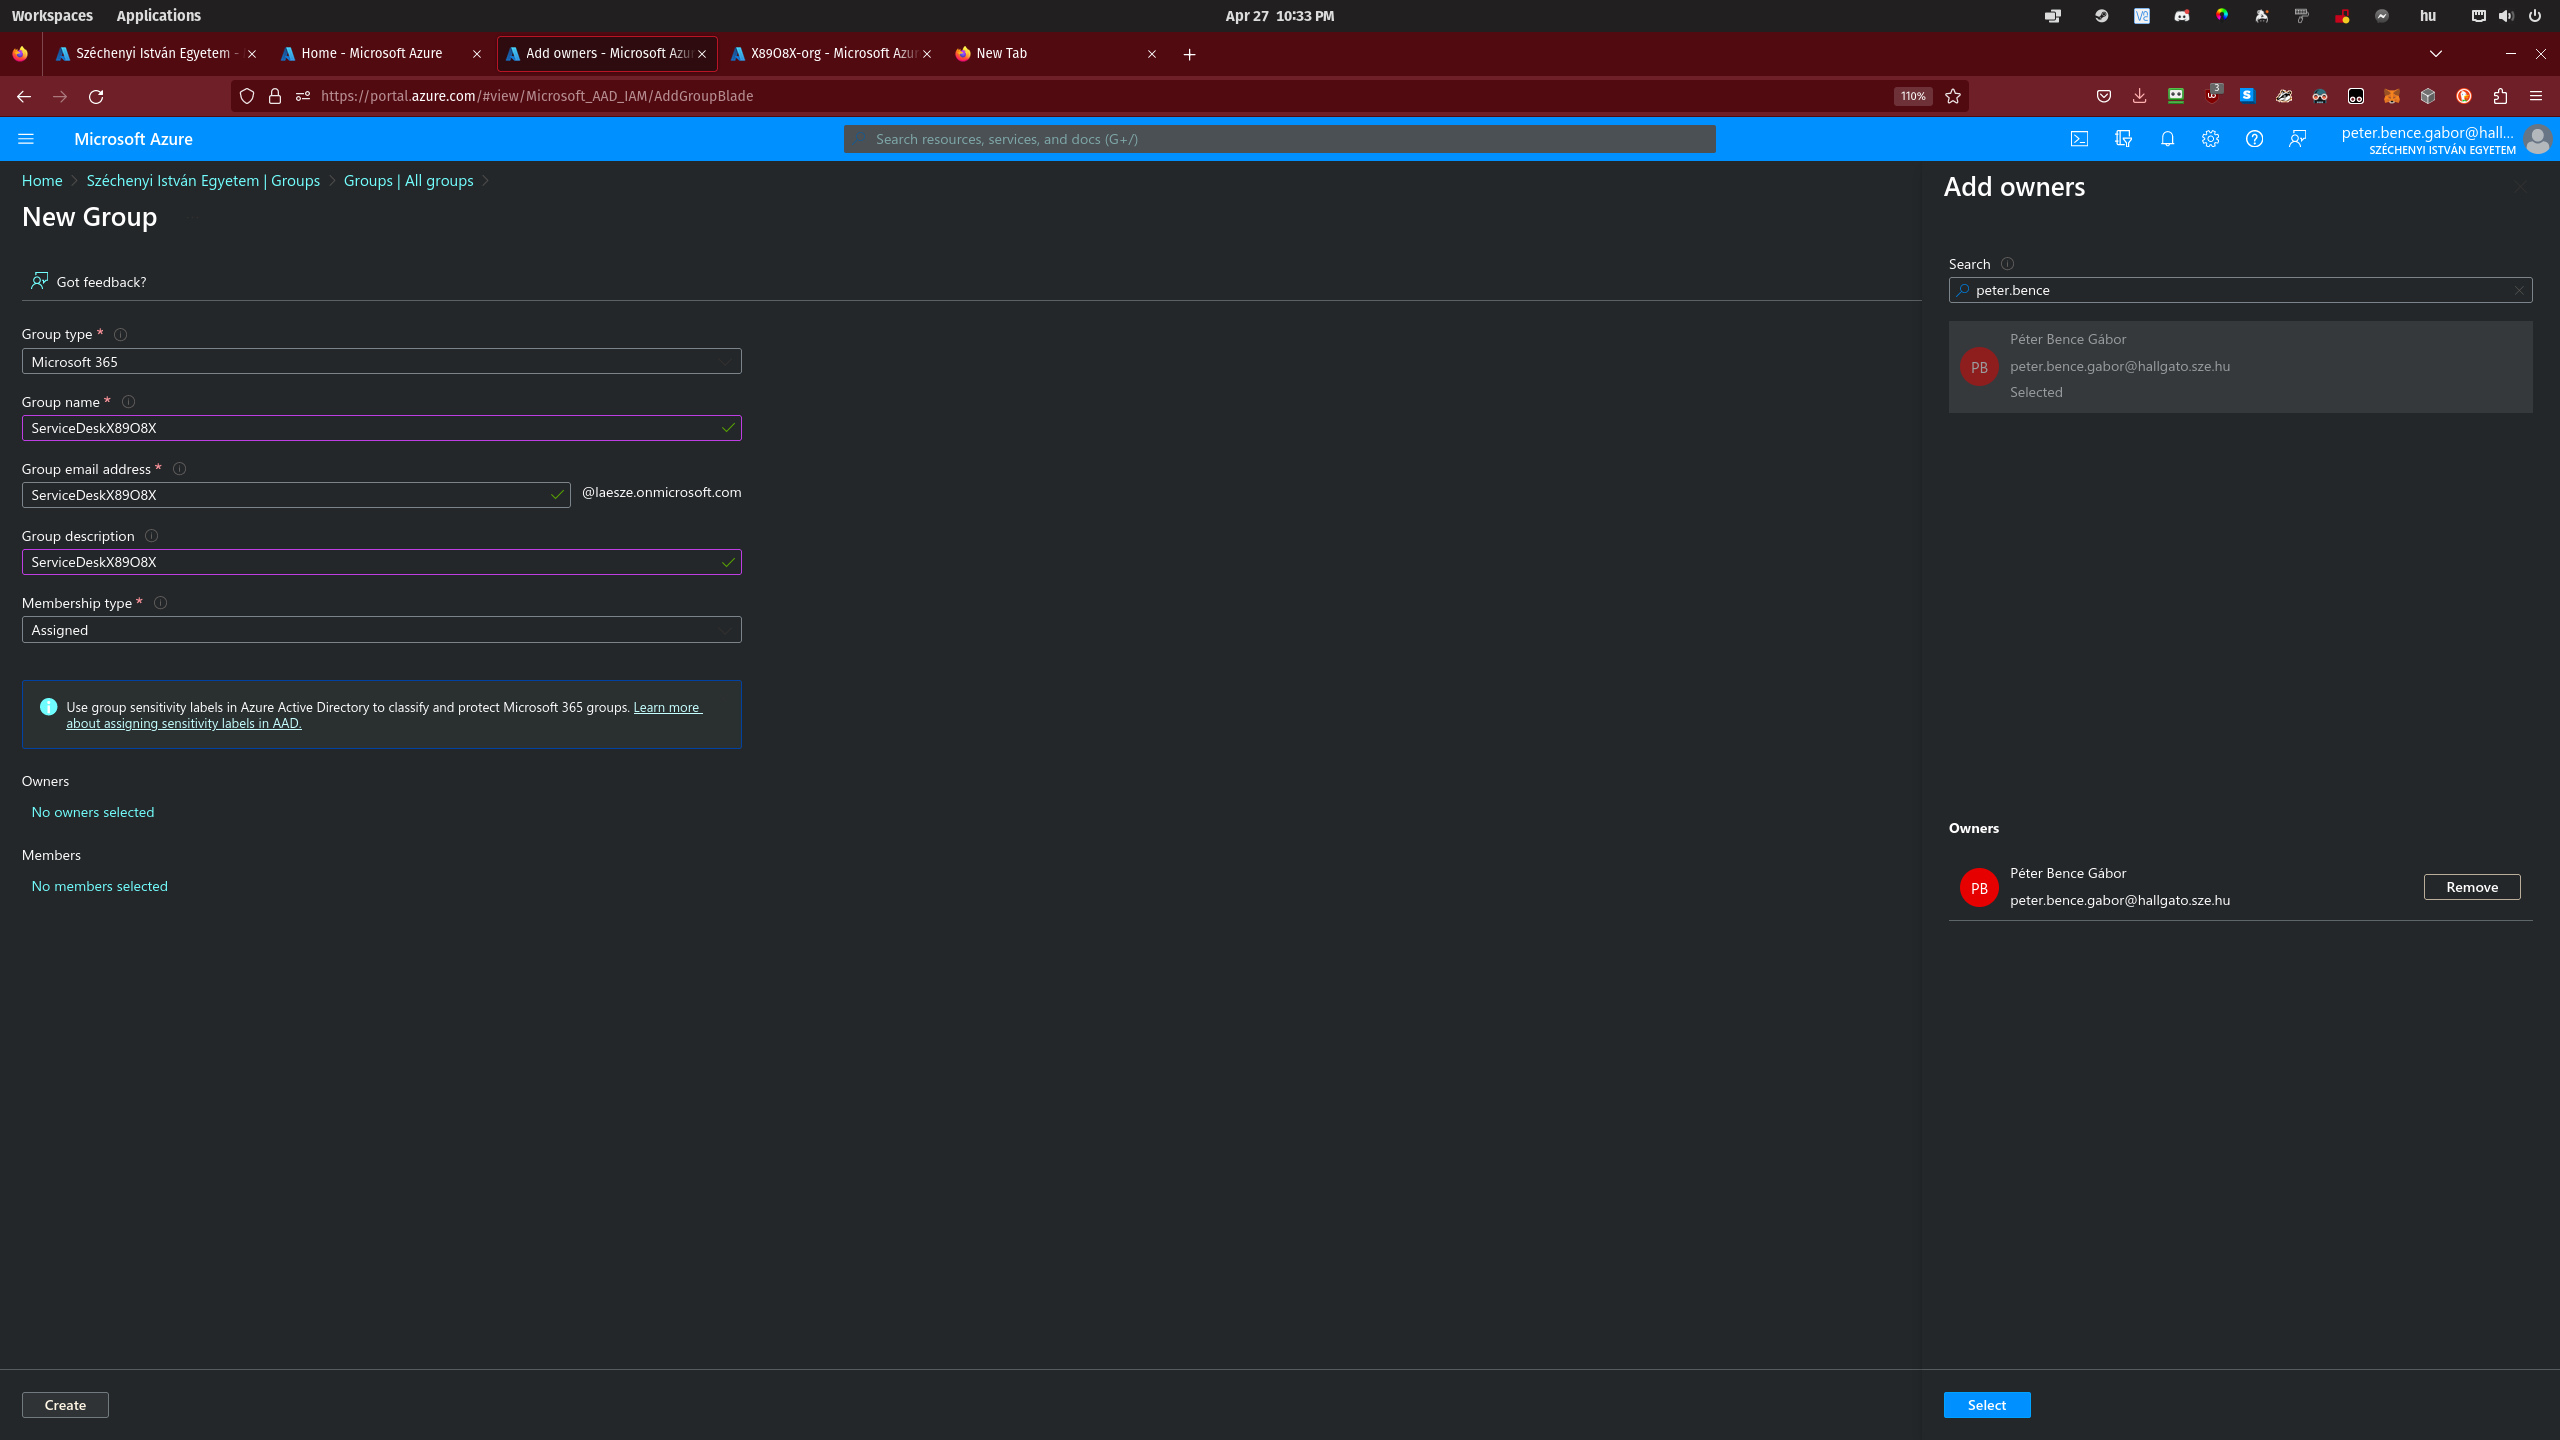 Workspaces Applications Apr 27 10:33 PM hu
Széchenyi István Egyetem - Home - Microsoft Azure Add owners - Microsoft Azur X89O8X-org - Microsoft Azur New Tab
https://portal.azure.com/#view/Microsoft_AAD_IAM/AddGroupBlade 110% 3
Microsoft Azure Search resources, services, and docs (G+/) peter.bence.gabor@hall...
SZÉCHENYI ISTVÁN EGYETEM
Home Széchenyi István Egyetem | Groups Groups | All groups
New Group
Got feedback?
Group type *
Microsoft 365
Group name *
ServiceDeskX89O8X
Group email address *
ServiceDeskX89O8X @laesze.onmicrosoft.com
Group description
ServiceDeskX89O8X
Membership type *
Assigned
Use group sensitivity labels in Azure Active Directory to classify and protect Microsoft 365 groups. Learn more
about assigning sensitivity labels in AAD.
Owners
No owners selected
Members
No members selected
Create
Add owners
Search
peter.bence
PB
Péter Bence Gábor
peter.bence.gabor@hallgato.sze.hu
Selected
Owners
PB
Péter Bence Gábor
peter.bence.gabor@hallgato.sze.hu
Remove
Select